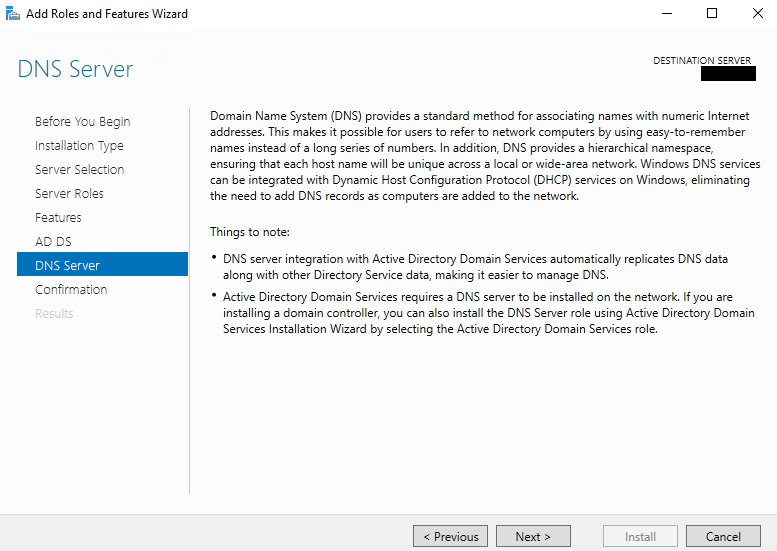 Add Roles and Features Wizard
DNS Server
DESTINATION SERVER
Before You Begin
Installation Type
Server Selection
Server Roles
Features
AD DS
DNS Server
Confirmation
Results
Domain Name System (DNS) provides a standard method for associating names with numeric Internet
addresses. This makes it possible for users to refer to network computers by using easy-to-remember
names instead of a long series of numbers. In addition, DNS provides a hierarchical namespace,
ensuring that each host name will be unique across a local or wide-area network. Windows DNS services
can be integrated with Dynamic Host Configuration Protocol (DHCP) services on Windows, eliminating
the need to add DNS records as computers are added to the network.
Things to note:
• DNS server integration with Active Directory Domain Services automatically replicates DNS data
along with other Directory Service data, making it easier to manage DNS.
• Active Directory Domain Services requires a DNS server to be installed on the network. If you are
installing a domain controller, you can also install the DNS Server role using Active Directory Domain
Services Installation Wizard by selecting the Active Directory Domain Services role.
< Previous
Next >
Install
Cancel